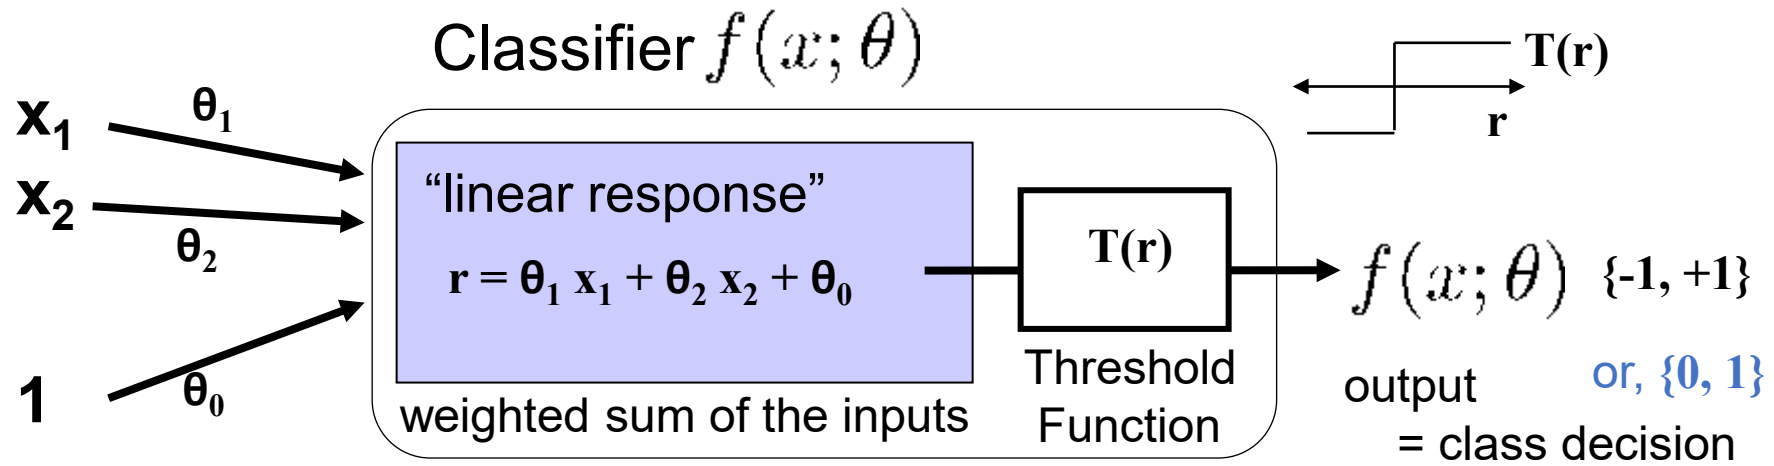 Classifier f(x; θ)
T(r)
r
x₁
θ₁
x₂
θ₂
1
θ₀
“linear response”
r = θ₁ x₁ + θ₂ x₂ + θ₀
weighted sum of the inputs
T(r)
Threshold
Function
f(x; θ) {-1, +1}
or, {0, 1}
output
= class decision